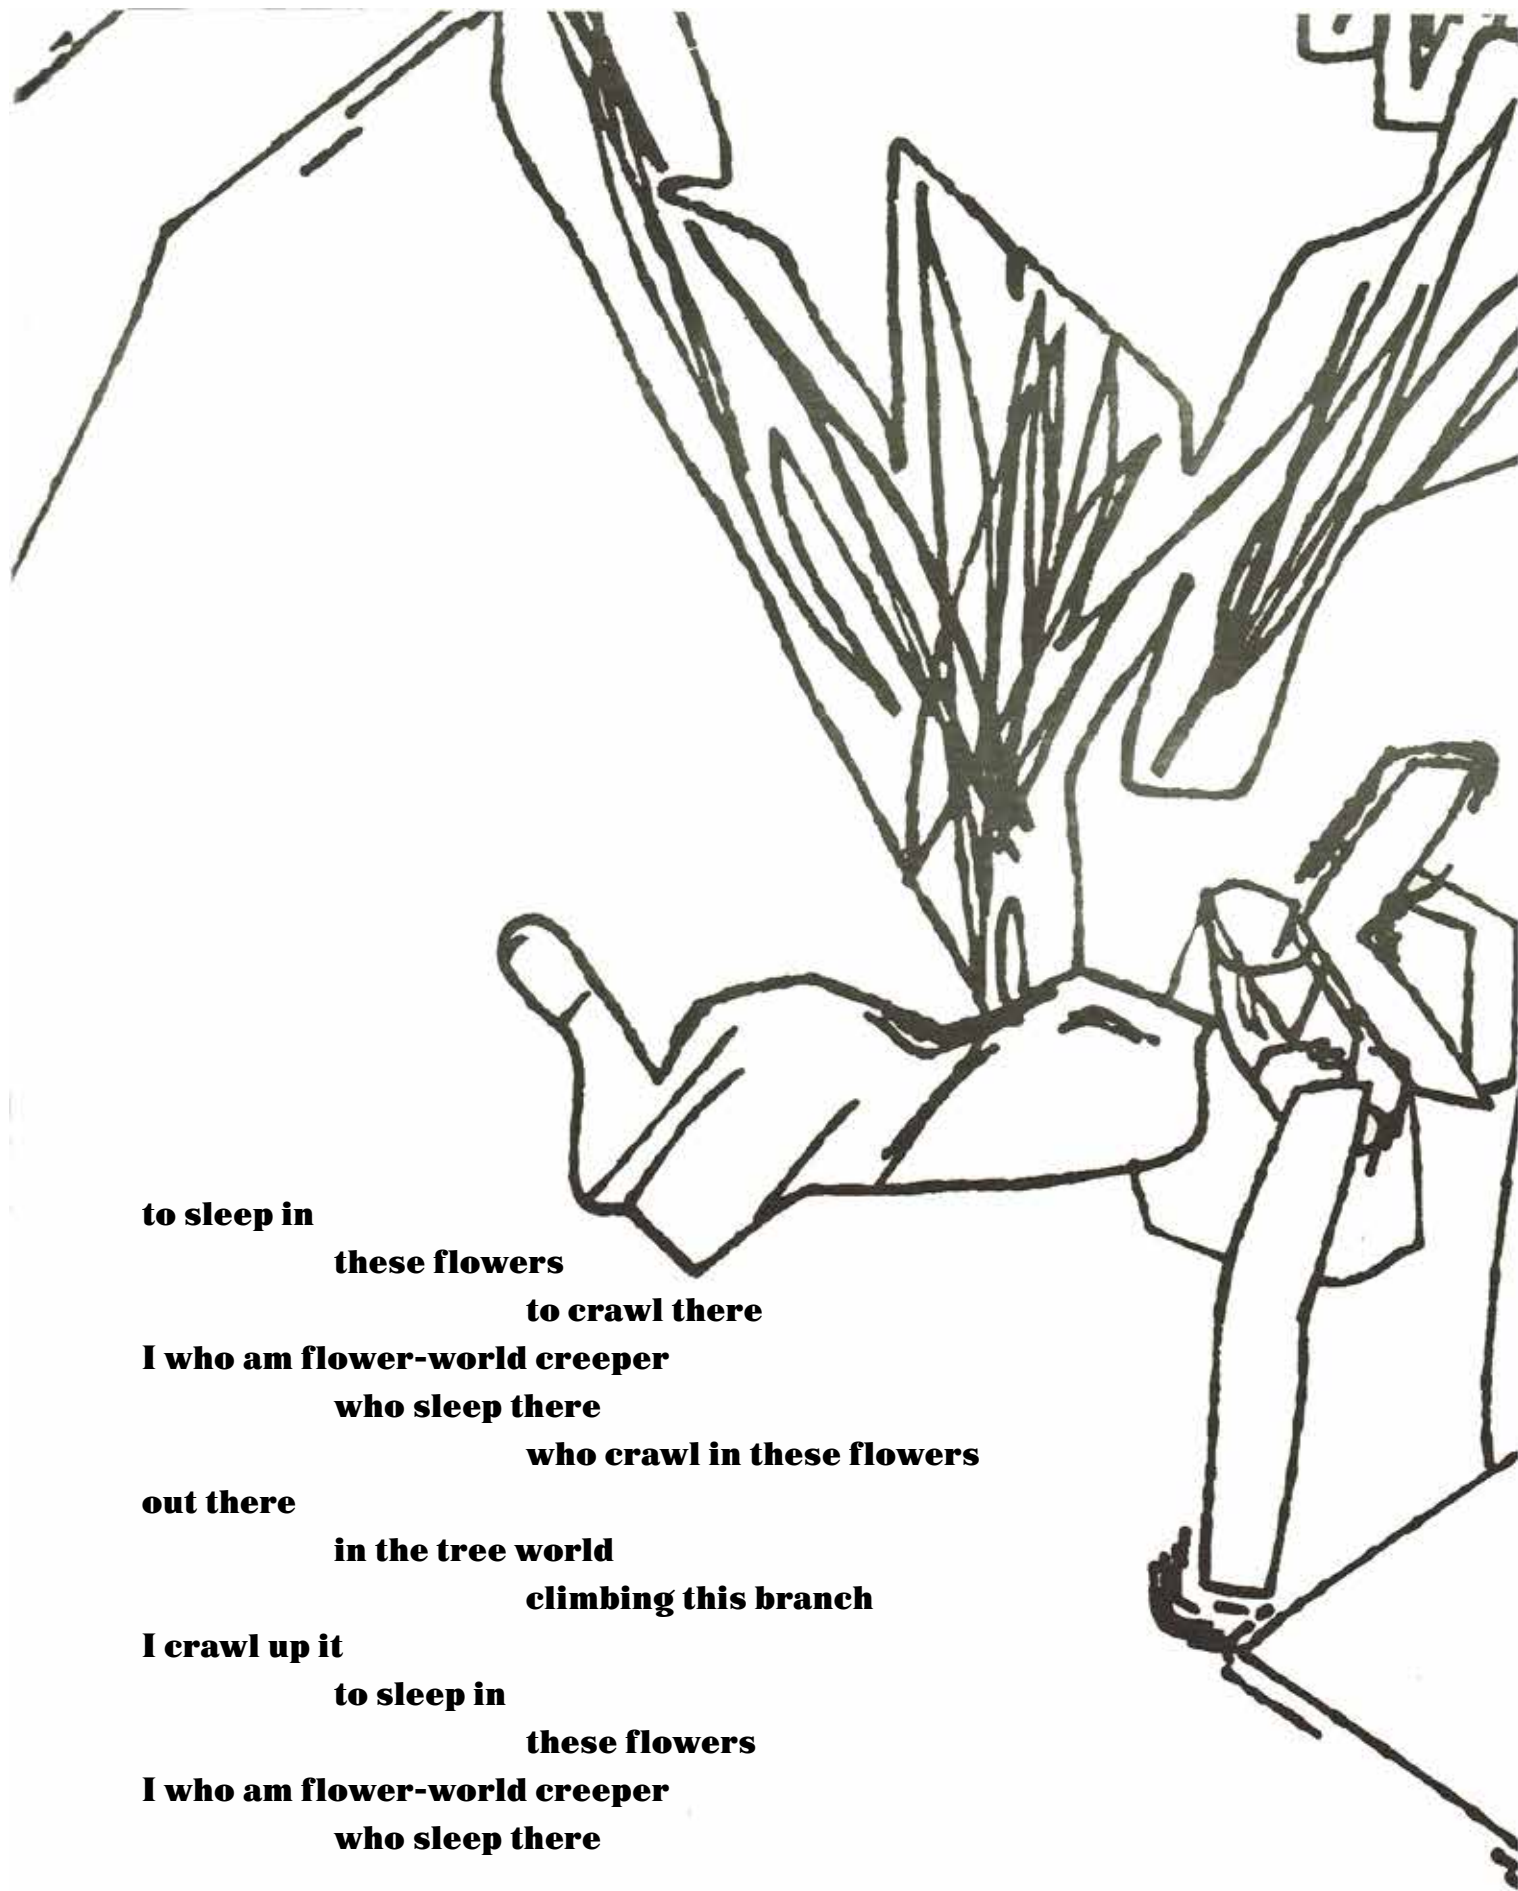 to sleep in
these flowers
to crawl there
I who am flower-world creeper
who sleep there
who crawl in these flowers
out there
in the tree world
climbing this branch
I crawl up it
to sleep in
these flowers
I who am flower-world creeper
who sleep there